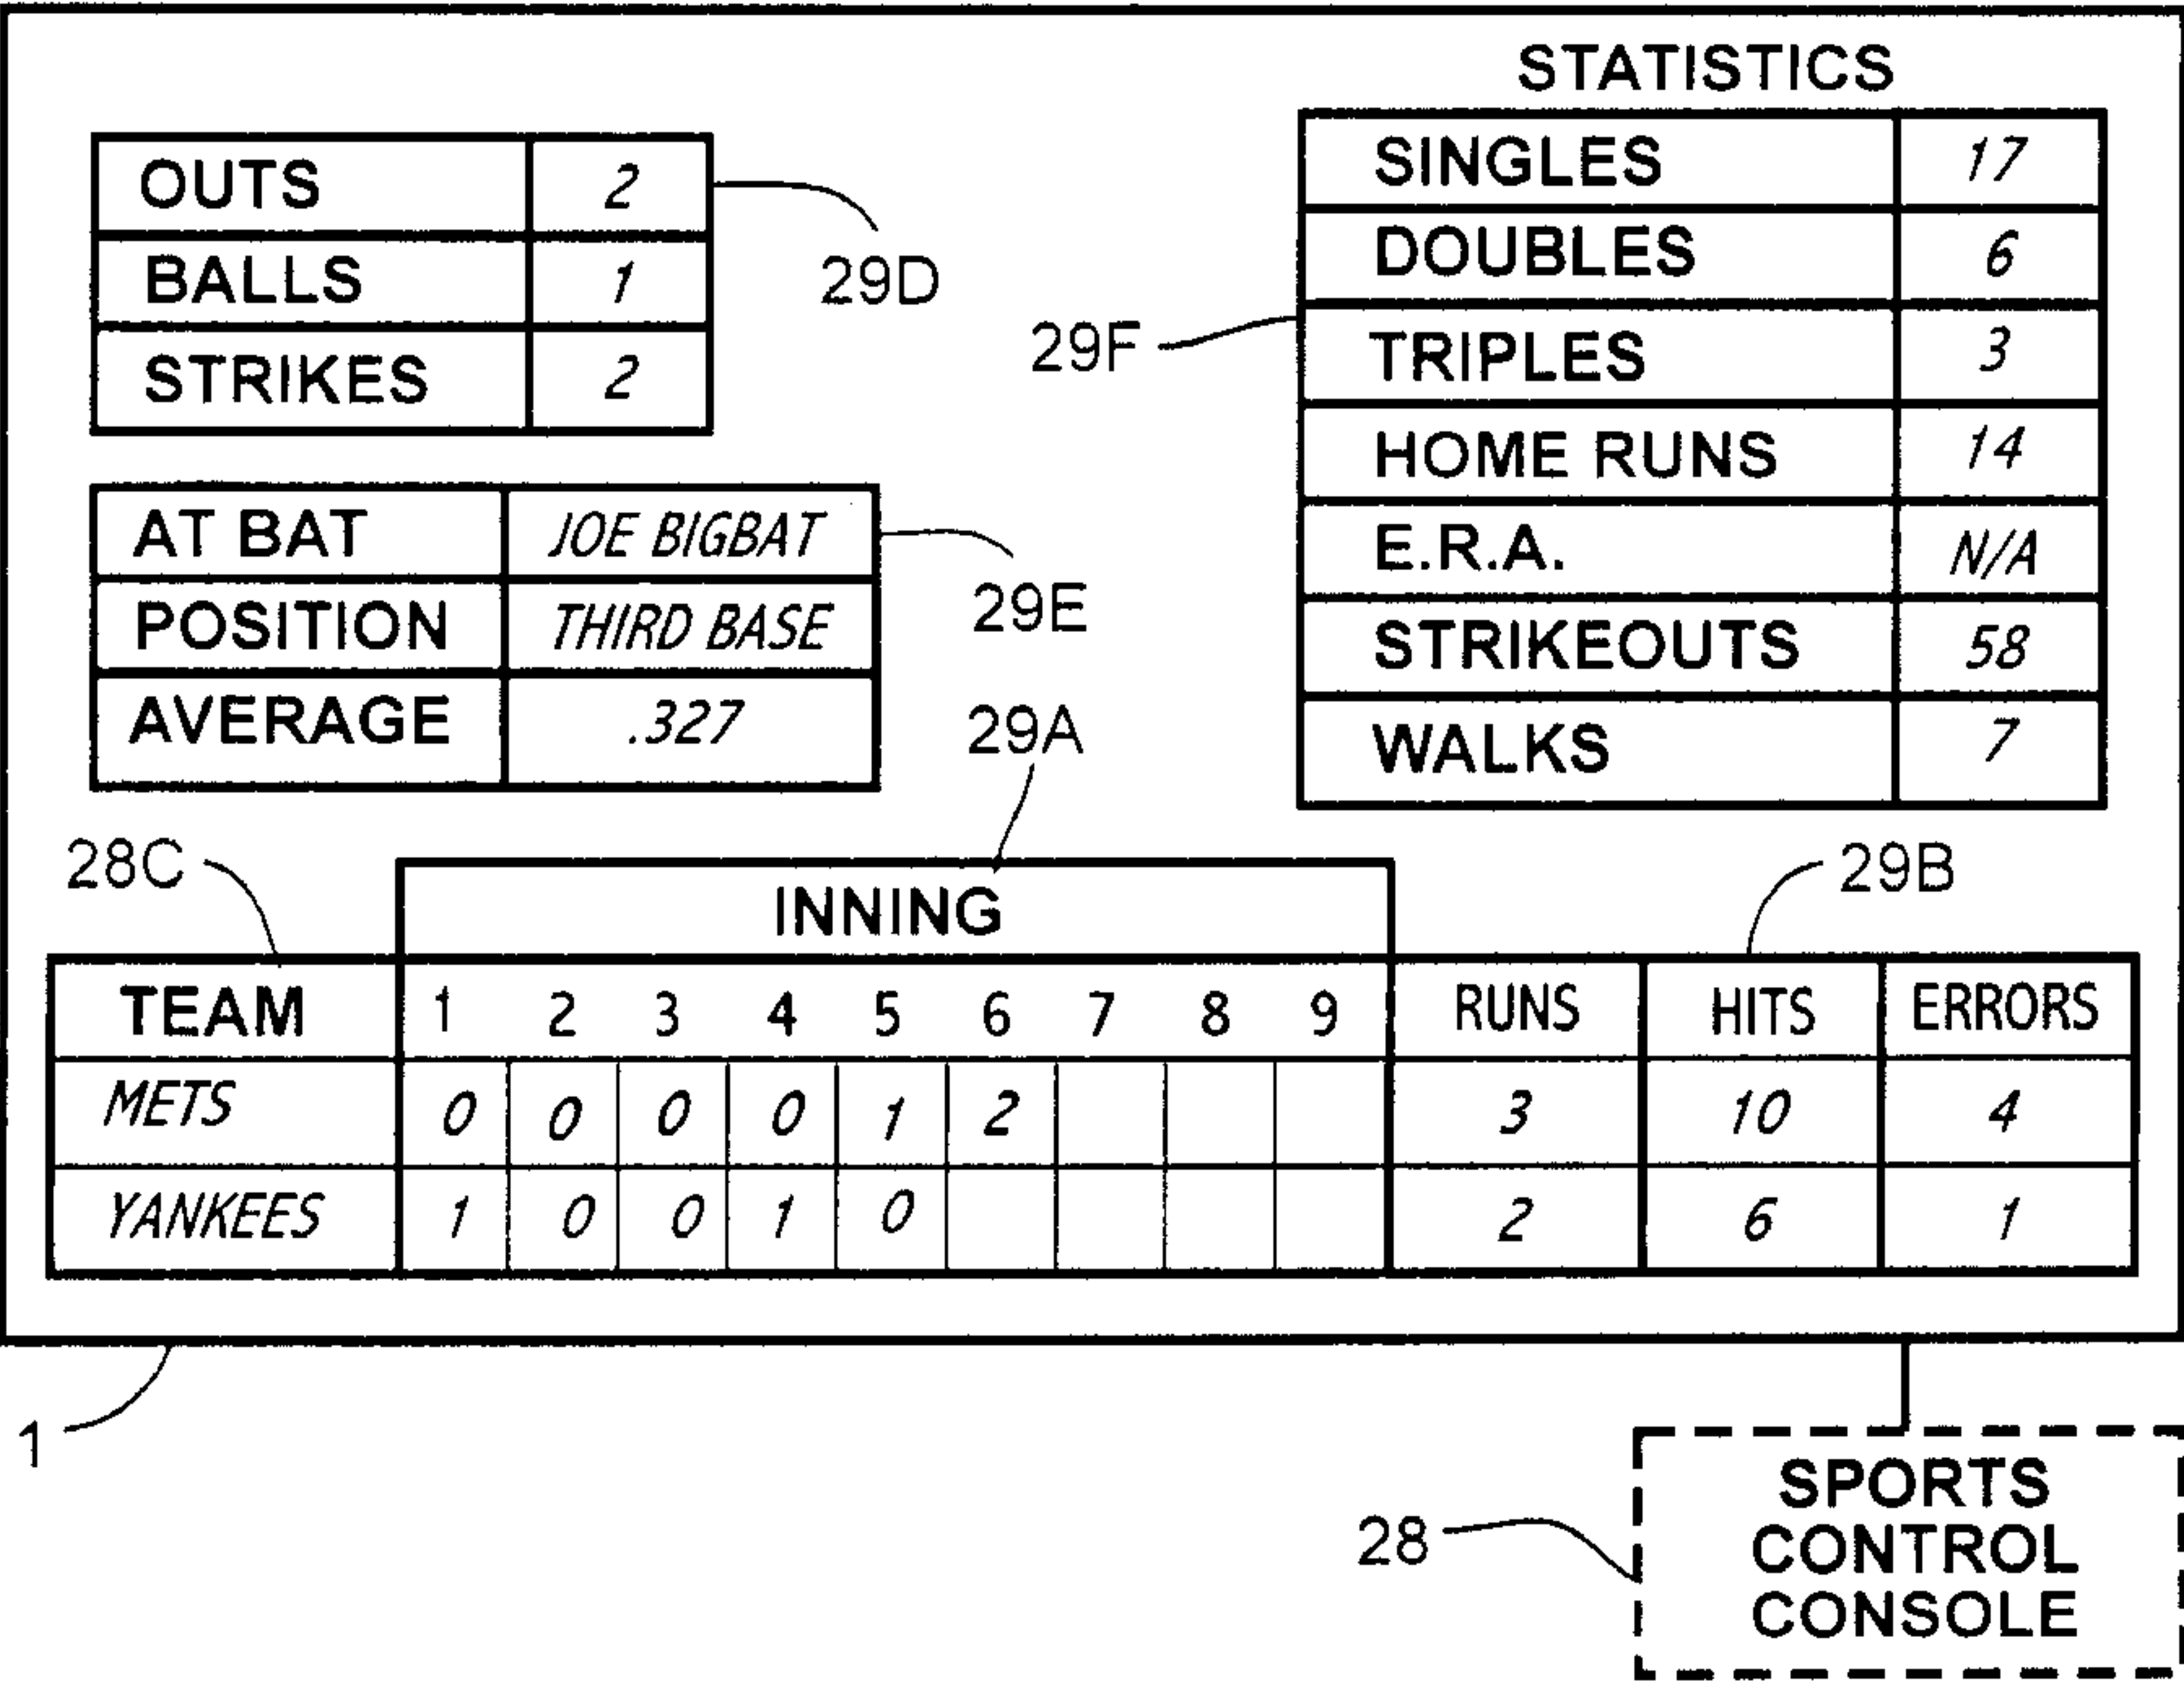 STATISTICS
OUTS 2
BALLS 1
STRIKES 2
29D
SINGLES 17
DOUBLES 6
TRIPLES 3
HOME RUNS 14
E.R.A. N/A
STRIKEOUTS 58
WALKS 7
29F
AT BAT JOE BIGBAT
POSITION THIRD BASE
AVERAGE .327
29E
29A
28C
29B
INNING
TEAM 1 2 3 4 5 6 7 8 9 RUNS HITS ERRORS
METS 0 0 0 0 1 2 3 10 4
YANKEES 1 0 0 1 0 2 6 1
1
28
SPORTS
CONTROL
CONSOLE